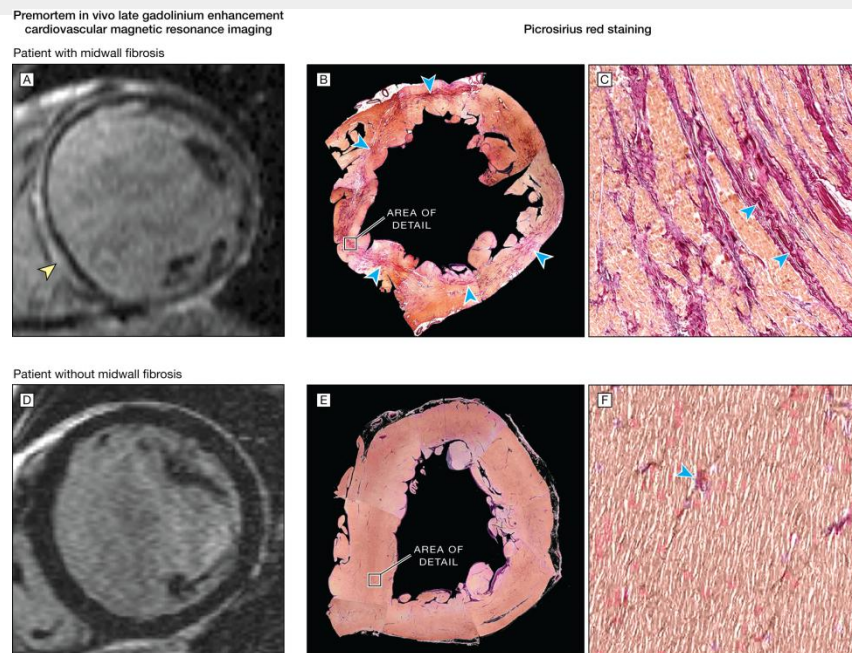 Premortem in vivo late gadolinium enhancement
cardiovascular magnetic resonance imaging
Picrosirius red staining
Patient with midwall fibrosis
A
B
C
AREA OF
DETAIL
Patient without midwall fibrosis
D
E
F
AREA OF
DETAIL